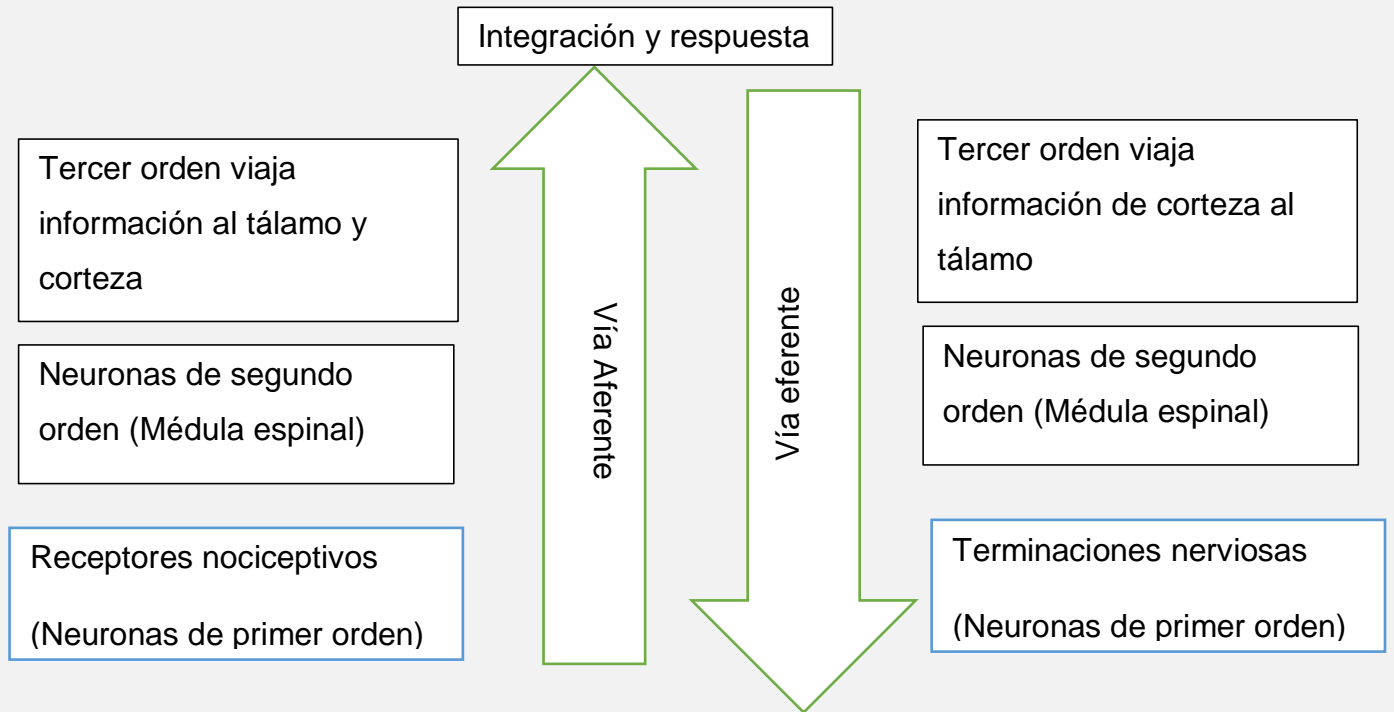 Integración y respuesta
Tercer orden viaja
información al tálamo y
corteza
Neuronas de segundo
orden (Médula espinal)
Receptores nociceptivos
(Neuronas de primer orden)
Vía Aferente
Vía eferente
Tercer orden viaja
información de corteza al
tálamo
Neuronas de segundo
orden (Médula espinal)
Terminaciones nerviosas
(Neuronas de primer orden)